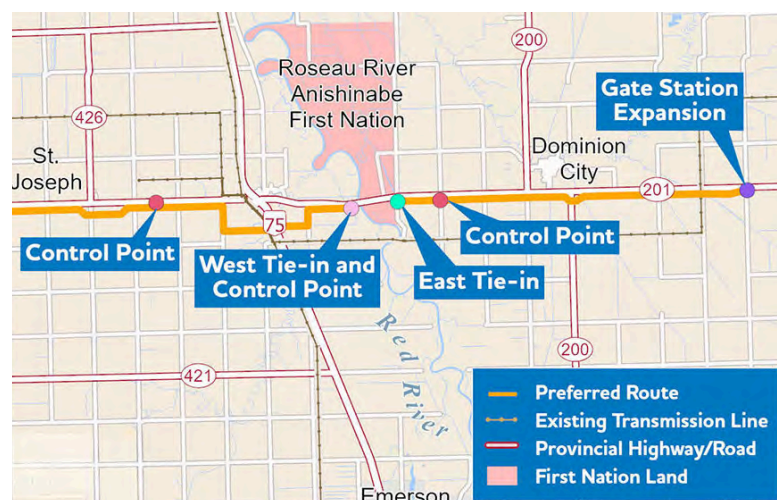 200
Roseau River
Anishinabe
First Nation
Gate Station
Expansion
426
St.
Joseph
Dominion
City
201
75
Control Point
West Tie-in and
Control Point
East Tie-in
Control Point
Red River
200
421
Preferred Route
Existing Transmission Line
Provincial Highway/Road
First Nation Land
Emerson